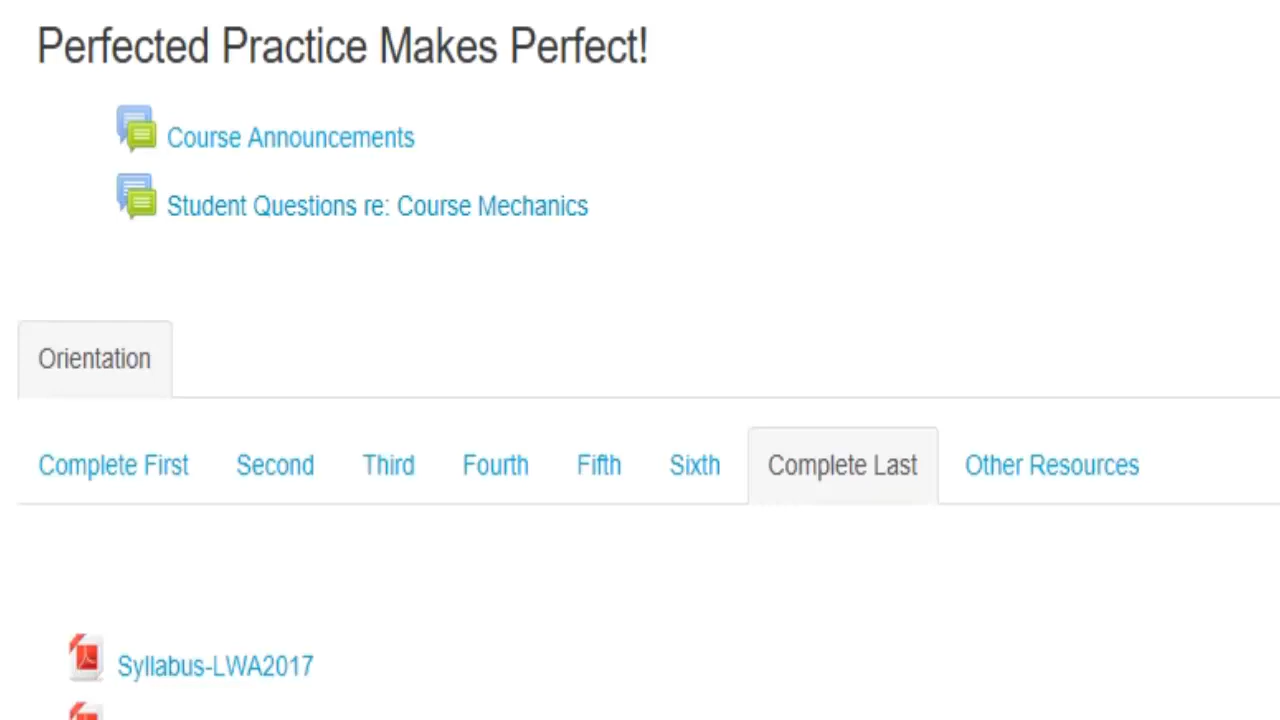 Perfected Practice Makes Perfect!
Course Announcements
Student Questions re: Course Mechanics
Orientation
Complete First Second Third Fourth Fifth Sixth Complete Last Other Resources
Syllabus-LWA2017